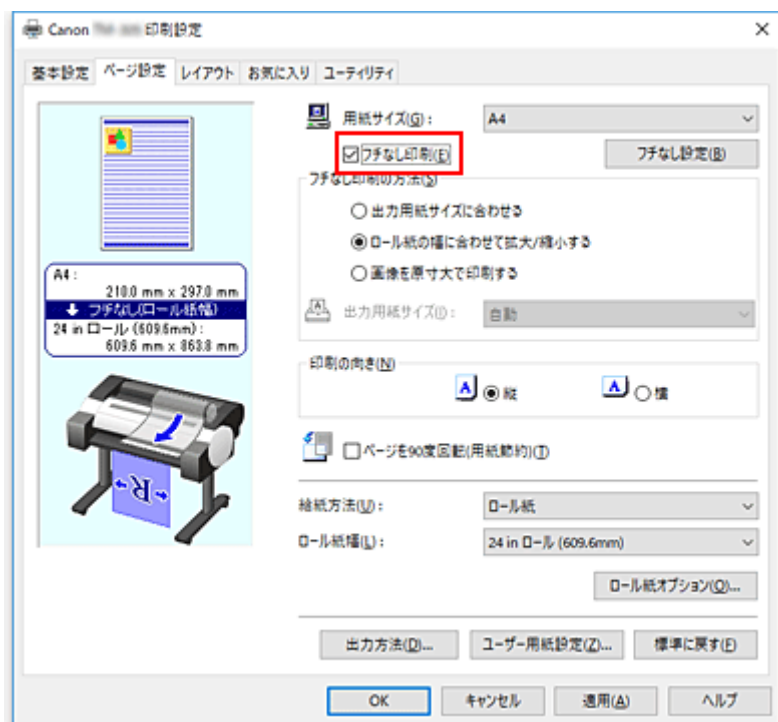 Canon 印刷設定
基本設定 ページ設定 レイアウト お気に入り ユーティリティ
用紙サイズ(G): A4
フチなし印刷(E) フチなし設定(B)
フチなし印刷の方法(S)
出力用紙サイズに合わせる
ロール紙の幅に合わせて拡大/縮小する
画像を原寸大で印刷する
出力用紙サイズ(I): 自動
A4:
210.0 mm x 297.0 mm
フチなし(ロール紙幅)
24 in ロール (609.6mm):
609.6 mm x 863.8 mm
R
印刷の向き(N)
A 縦 A 横
ページを90度回転(用紙節約)(T)
給紙方法(U): ロール紙
ロール紙幅(L): 24 in ロール (609.6mm)
ロール紙オプション(O)...
出力方法(D)... ユーザー用紙設定(Z)... 標準に戻す(F)
OK キャンセル 適用(A) ヘルプ